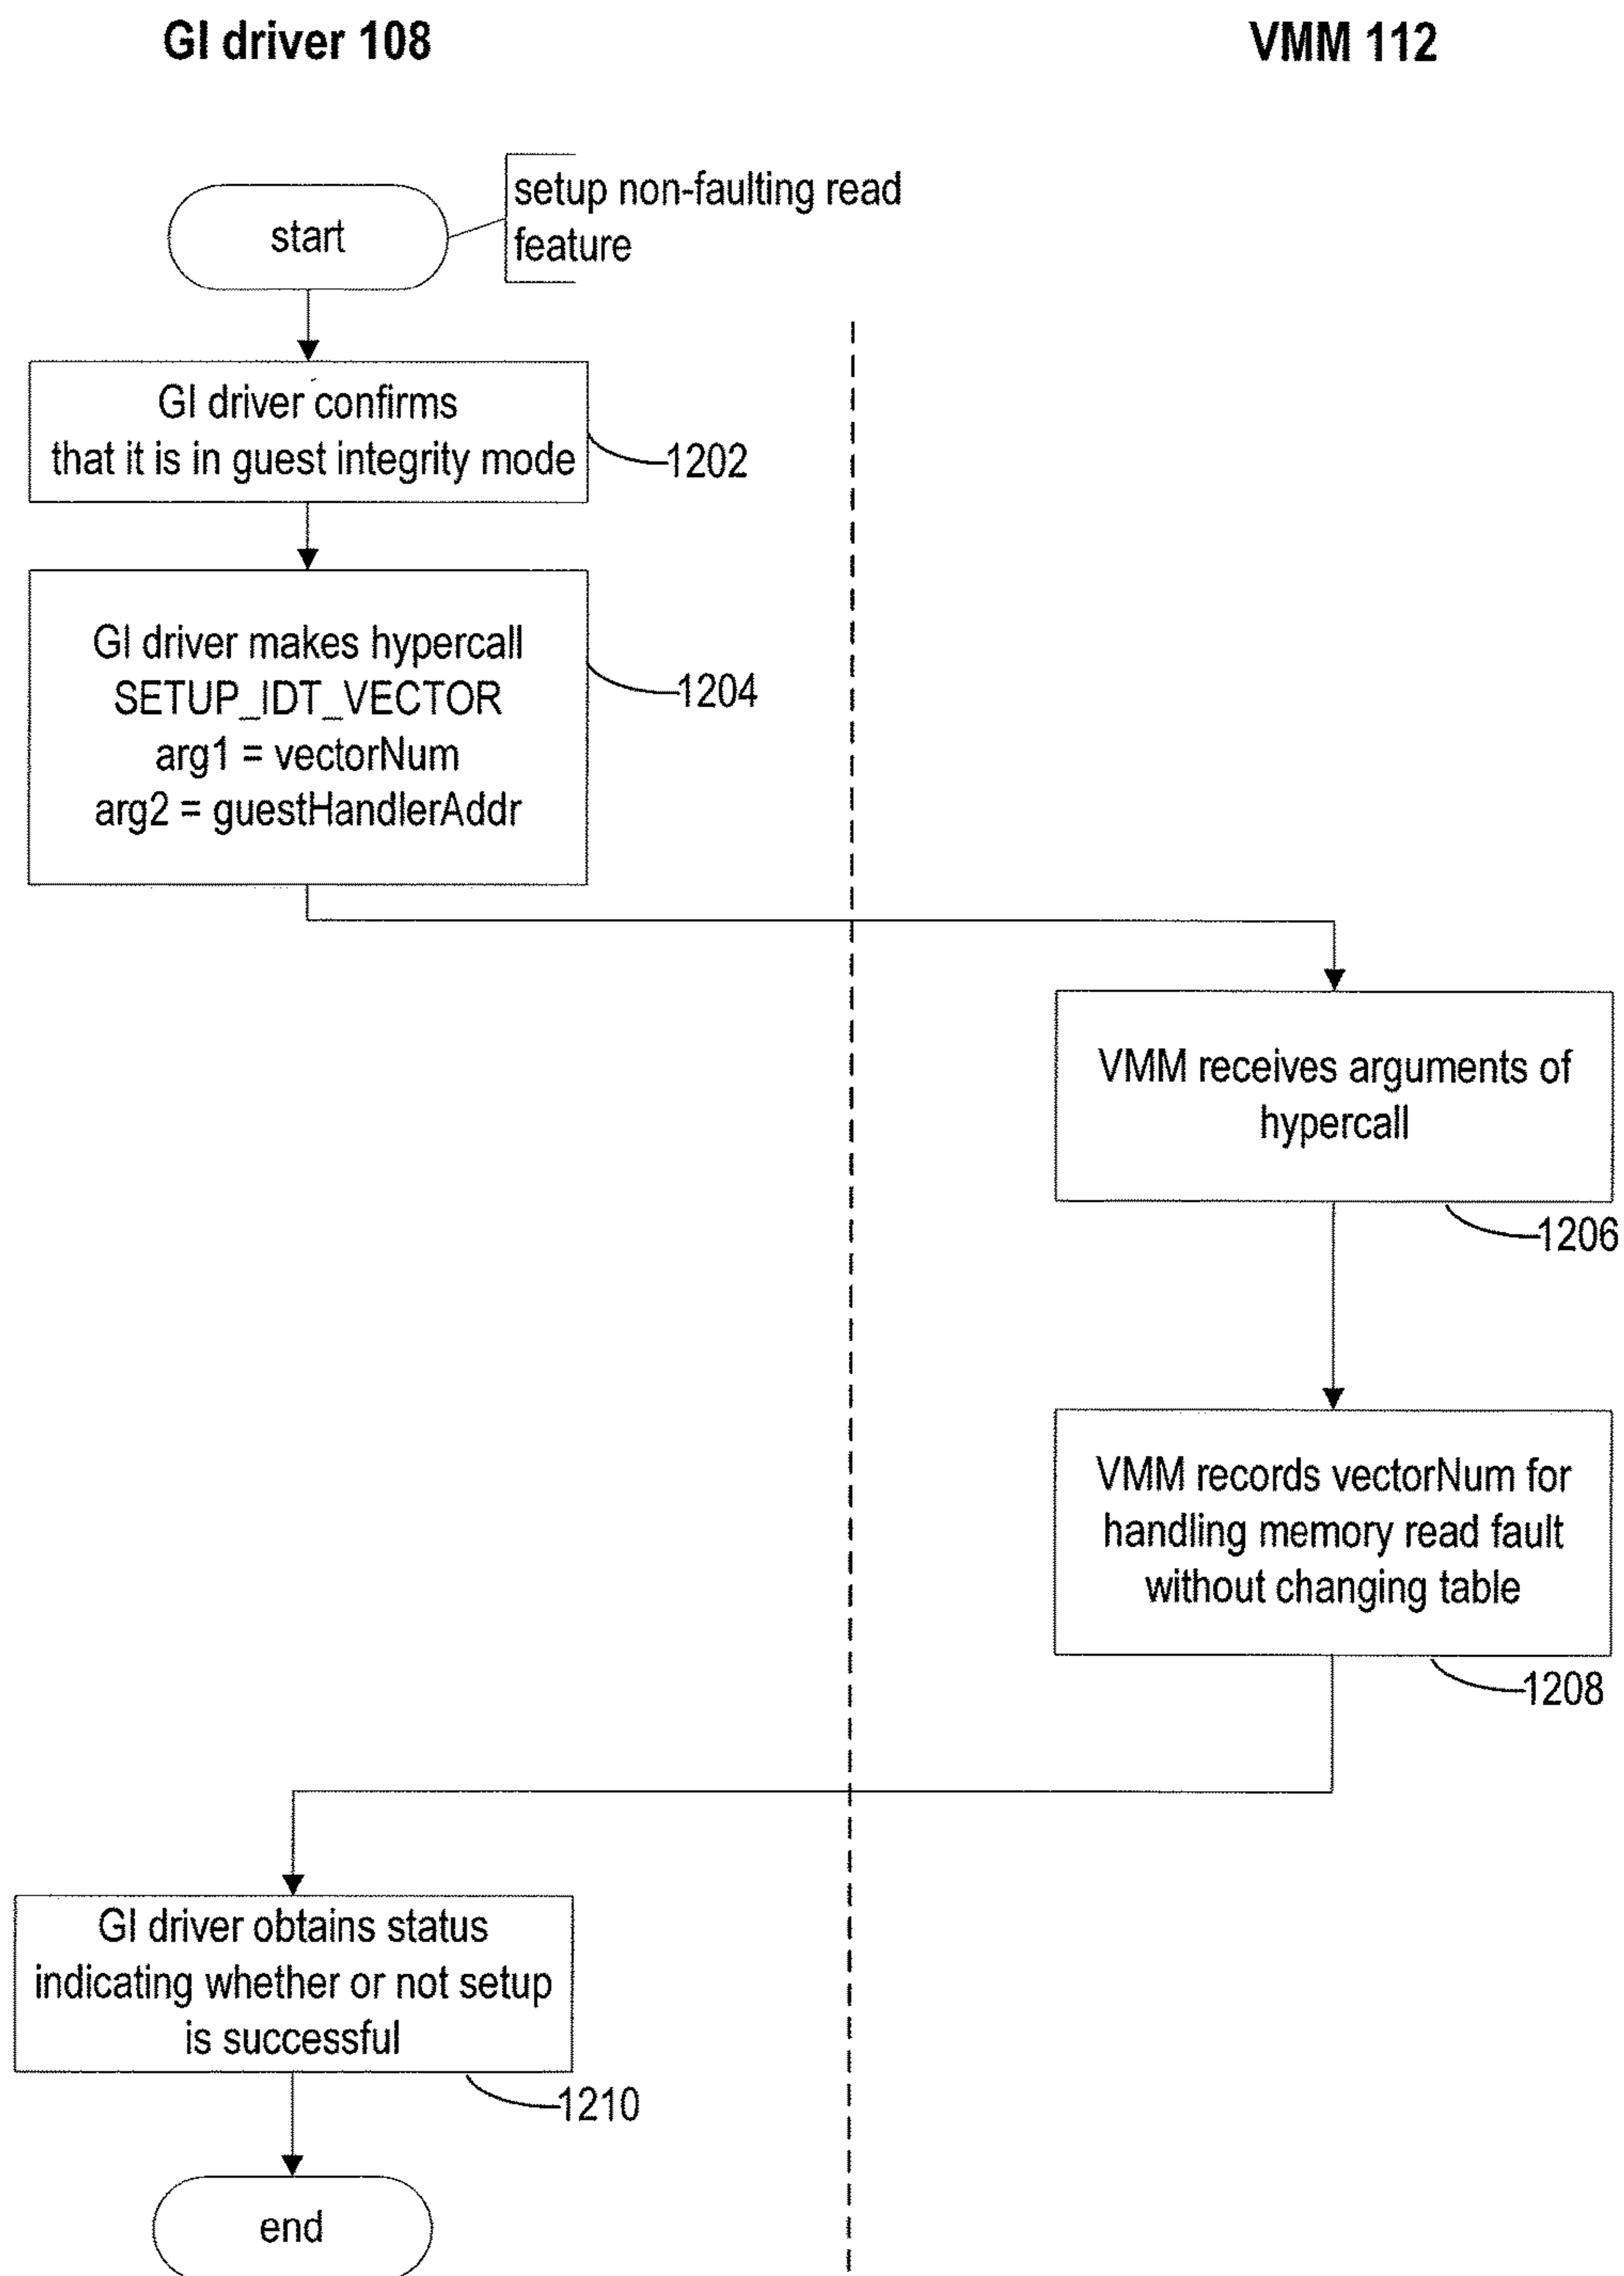 GI driver 108
VMM 112
start
setup non-faulting read
feature
GI driver confirms
that it is in guest integrity mode
1202
GI driver makes hypercall
SETUP_IDT_VECTOR
arg1 = vectorNum
arg2 = guestHandlerAddr
1204
VMM receives arguments of
hypercall
1206
VMM records vectorNum for
handling memory read fault
without changing table
1208
GI driver obtains status
indicating whether or not setup
is successful
1210
end